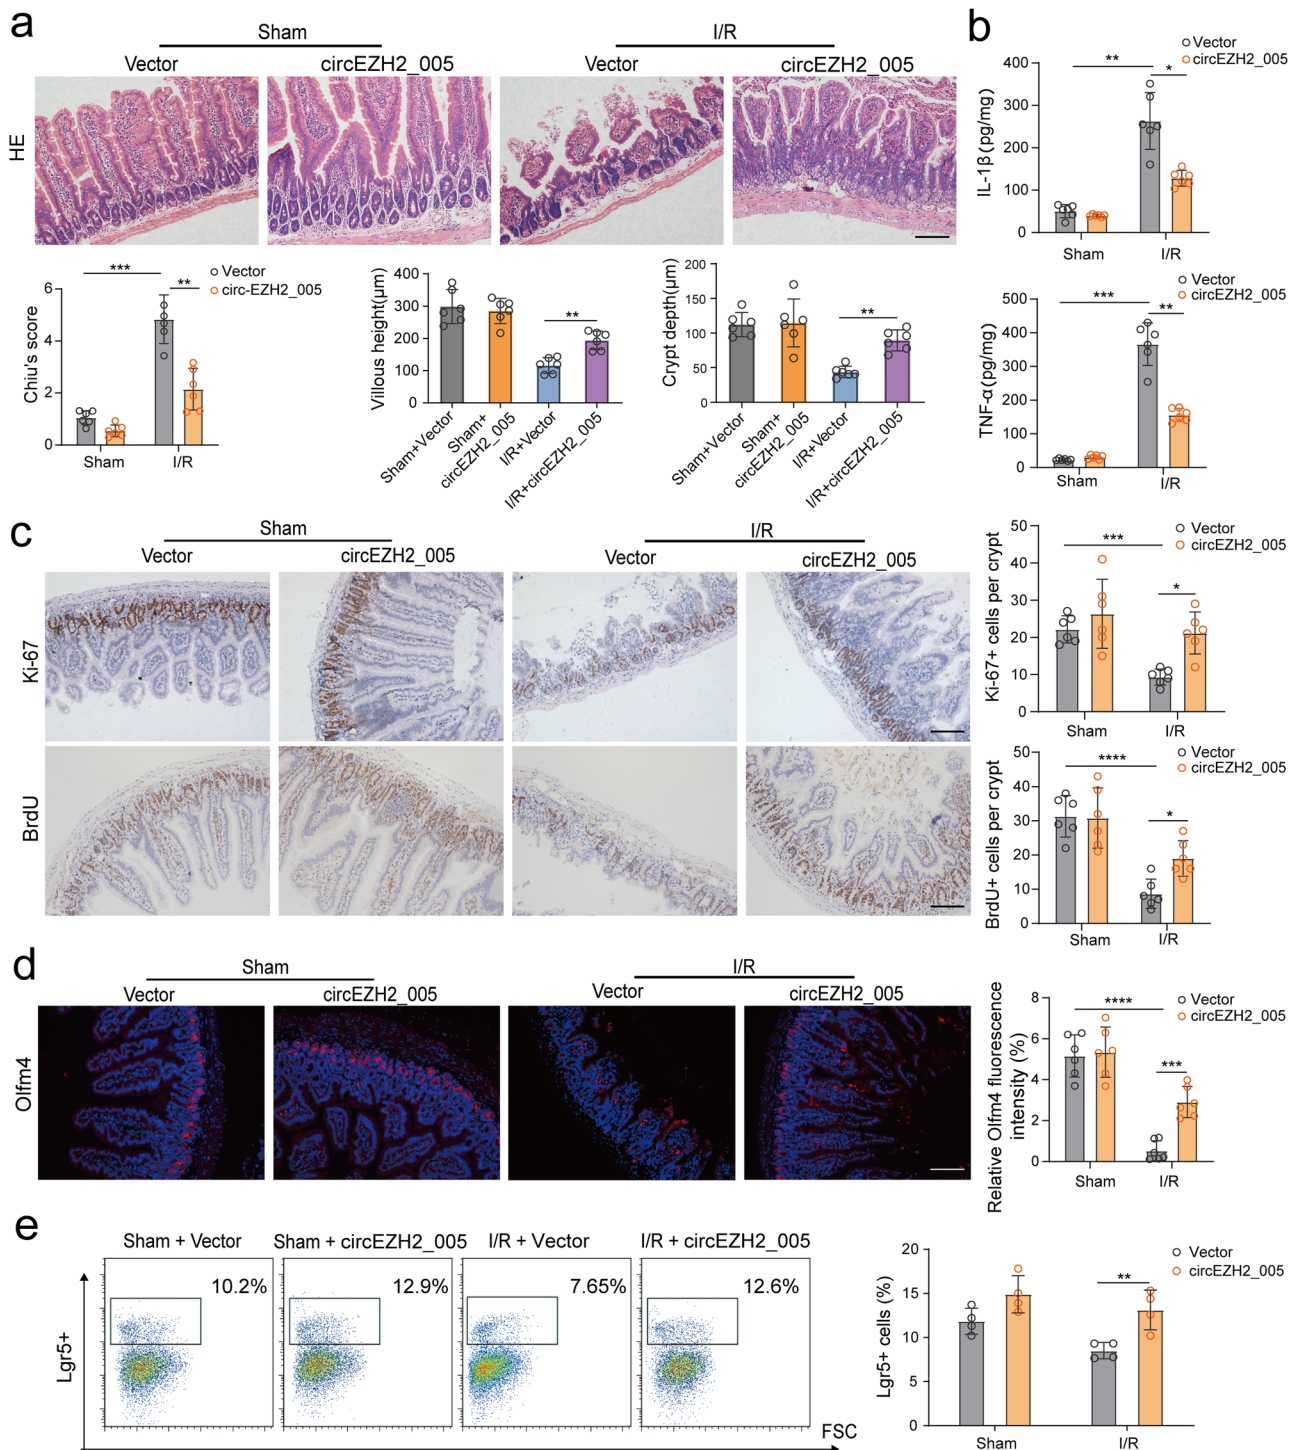 a
Sham
I/R
Vector
circEZH2_005
Vector
circEZH2_005
HE
Chiu's score
6
4
2
0
***
**
Vector
circ-EZH2_005
Sham
I/R
Villous height(µm)
400
300
200
100
0
**
Sham+Vector
Sham+
circEZH2_005
I/R+Vector
I/R+circEZH2_005
Crypt depth(µm)
200
150
100
50
0
**
Sham+Vector
Sham+
circEZH2_005
I/R+Vector
I/R+circEZH2_005
b
Vector
circEZH2_005
IL-1β (pg/mg)
400
300
200
100
0
**
*
Sham
I/R
Vector
circEZH2_005
TNF-α (pg/mg)
500
400
300
200
100
0
***
**
Sham
I/R
c
Sham
I/R
Vector
circEZH2_005
Vector
circEZH2_005
Ki-67
BrdU
Ki-67+ cells per crypt
50
40
30
20
10
0
***
*
Vector
circEZH2_005
Sham
I/R
BrdU+ cells per crypt
50
40
30
20
10
0
****
*
Vector
circEZH2_005
Sham
I/R
d
Sham
I/R
Vector
circEZH2_005
Vector
circEZH2_005
Olfm4
Relative Olfm4 fluorescence
intensity (%)
8
6
4
2
0
****
***
Vector
circEZH2_005
Sham
I/R
e
Sham + Vector
Sham + circEZH2_005
I/R + Vector
I/R + circEZH2_005
10.2%
12.9%
7.65%
12.6%
Lgr5+
FSC
Lgr5+ cells (%)
20
15
10
5
0
**
Vector
circEZH2_005
Sham
I/R